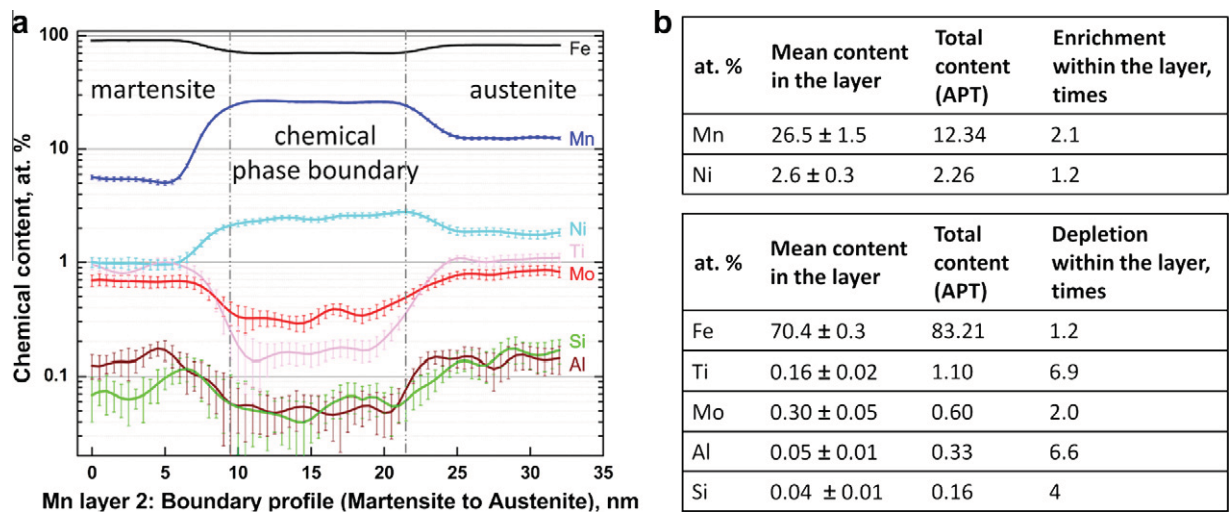 a
Chemical content, at. %
100
10
1
0.1
martensite
austenite
chemical
phase boundary
Fe
Mn
Ni
Ti
Mo
Si
Al
0 5 10 15 20 25 30 35
Mn layer 2: Boundary profile (Martensite to Austenite), nm
b
at. % Mean content in the layer Total content (APT) Enrichment within the layer, times
Mn 26.5 ± 1.5 12.34 2.1
Ni 2.6 ± 0.3 2.26 1.2
at. % Mean content in the layer Total content (APT) Depletion within the layer, times
Fe 70.4 ± 0.3 83.21 1.2
Ti 0.16 ± 0.02 1.10 6.9
Mo 0.30 ± 0.05 0.60 2.0
Al 0.05 ± 0.01 0.33 6.6
Si 0.04 ± 0.01 0.16 4